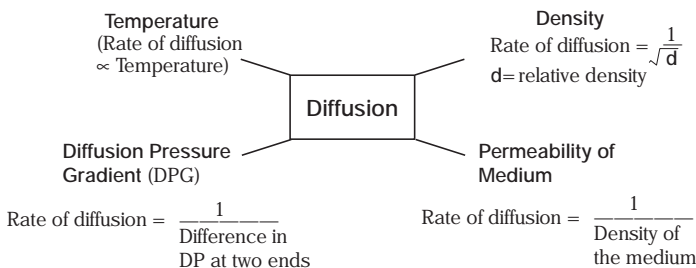 Temperature
(Rate of diffusion
∝ Temperature)
Density
Rate of diffusion = 1/√d
d= relative density
Diffusion
Diffusion Pressure
Gradient (DPG)
Rate of diffusion = 1
Difference in
DP at two ends
Permeability of
Medium
Rate of diffusion = 1
Density of
the medium